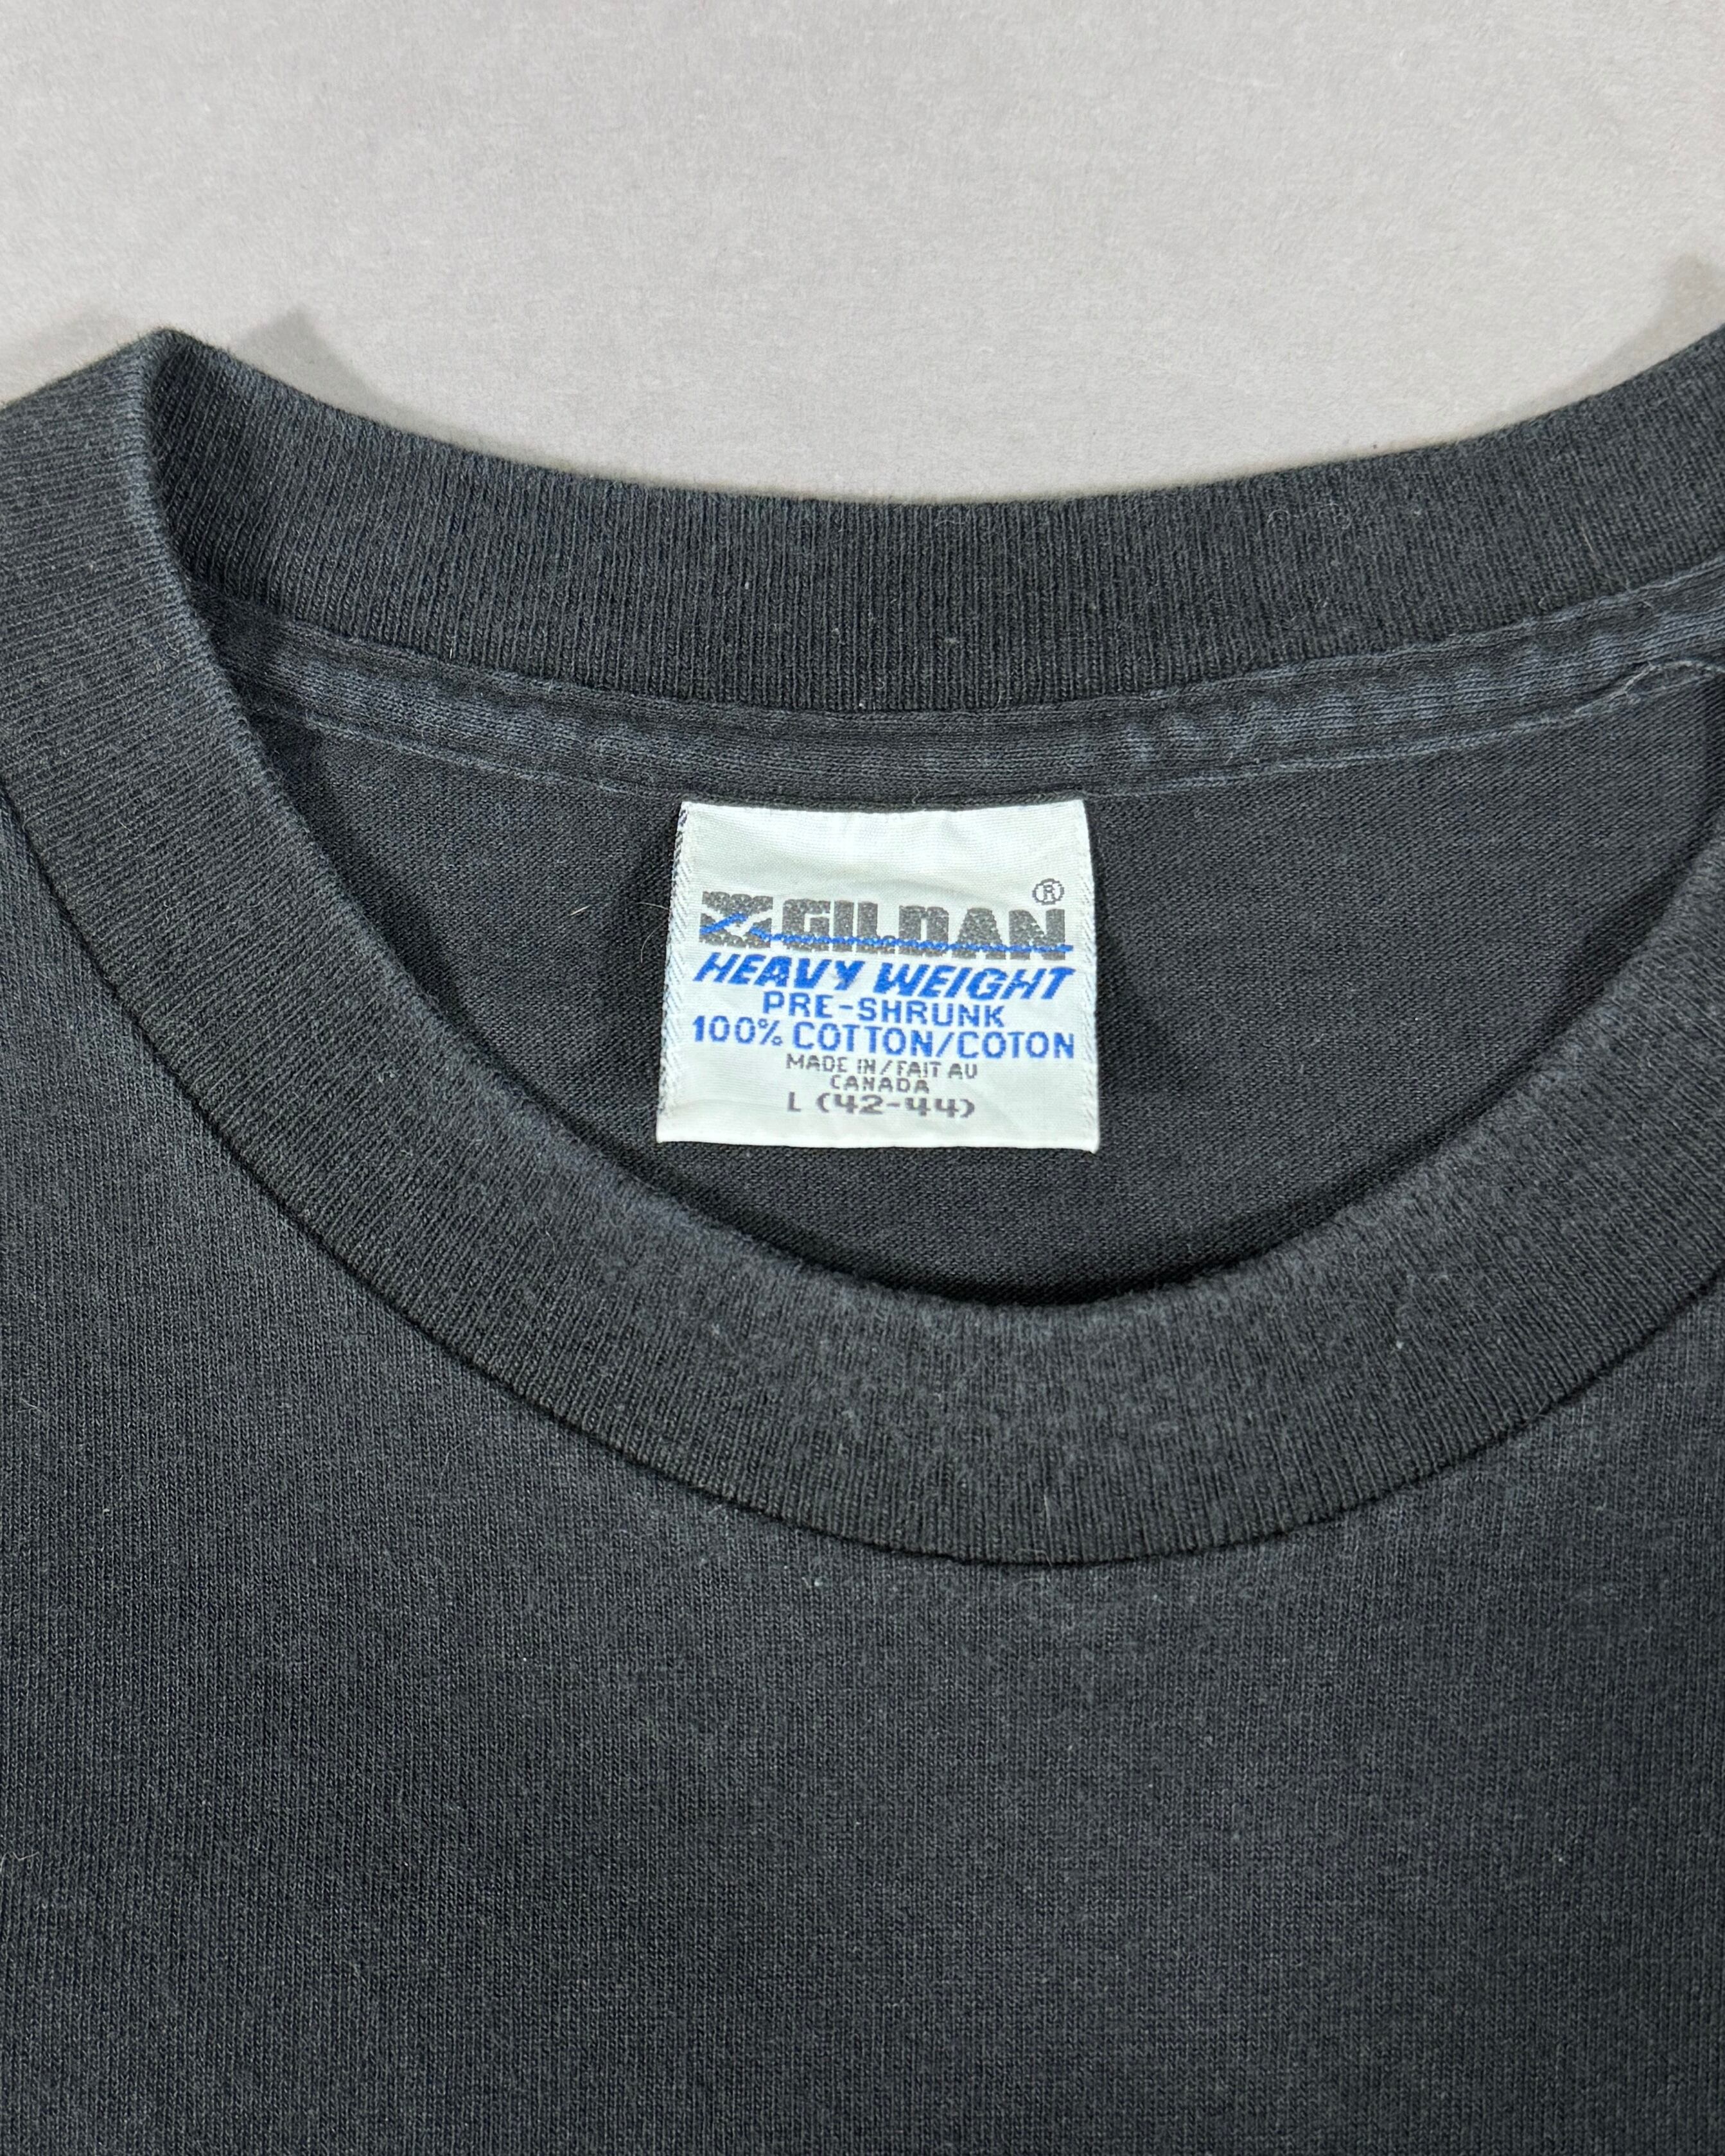 GILDAN®
HEAVY WEIGHT
PRE-SHRUNK
100% COTTON/COTON
MADE IN/FAIT AU
CANADA
L (42-44)